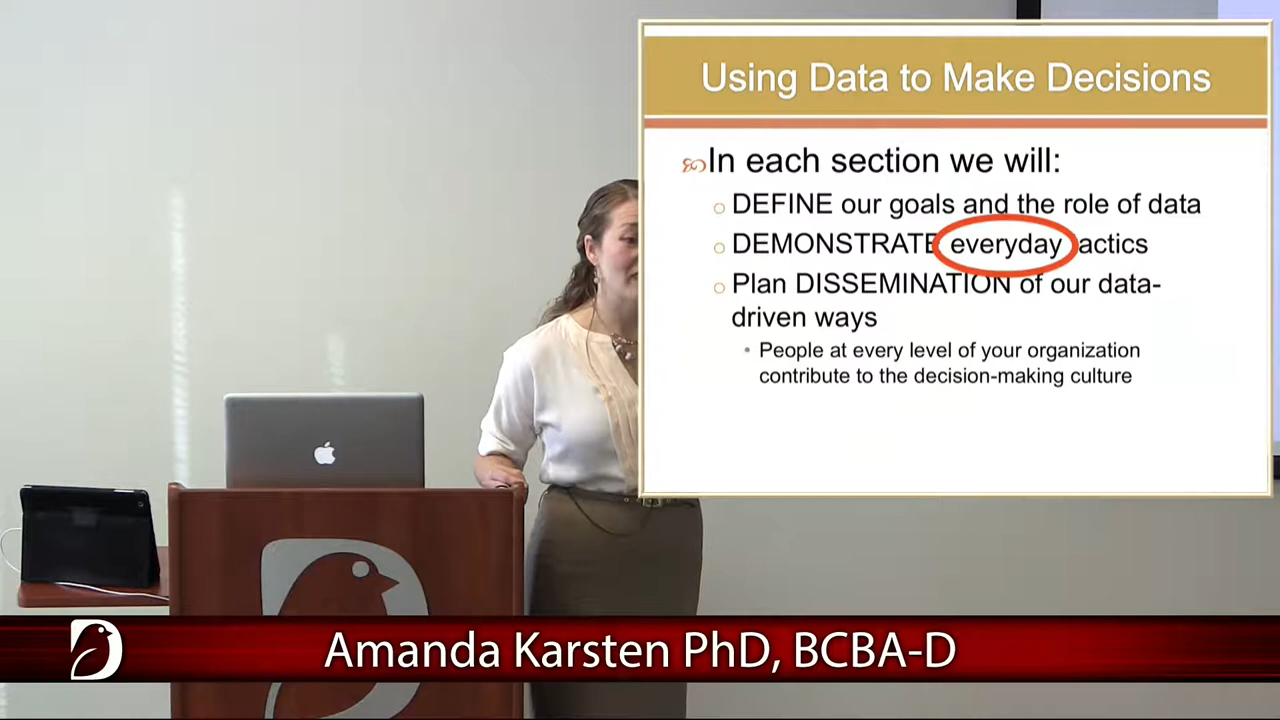 Using Data to Make Decisions
In each section we will:
DEFINE our goals and the role of data
DEMONSTRATE everyday actics
Plan DISSEMINATION of our data-
driven ways
People at every level of your organization
contribute to the decision-making culture
Amanda Karsten PhD, BCBA-D